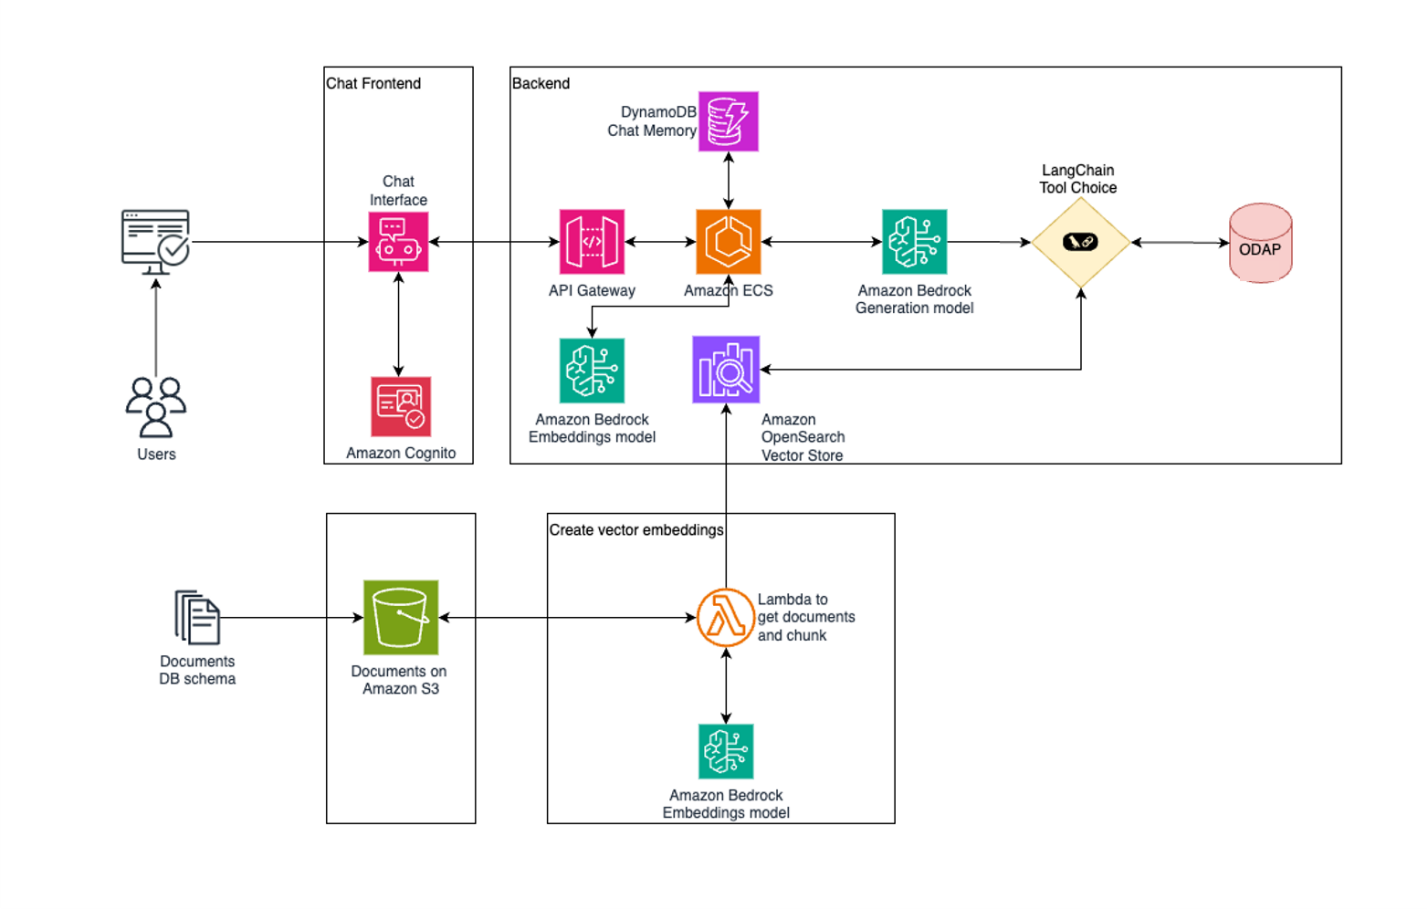 Chat Frontend
Backend
DynamoDB
Chat Memory
LangChain
Tool Choice
Chat
Interface
ODAP
API Gateway
Amazon ECS
Amazon Bedrock
Generation model
Amazon Bedrock
Embeddings model
Amazon
OpenSearch
Vector Store
Users
Amazon Cognito
Create vector embeddings
Lambda to
get documents
and chunk
Documents
DB schema
Documents on
Amazon S3
Amazon Bedrock
Embeddings model